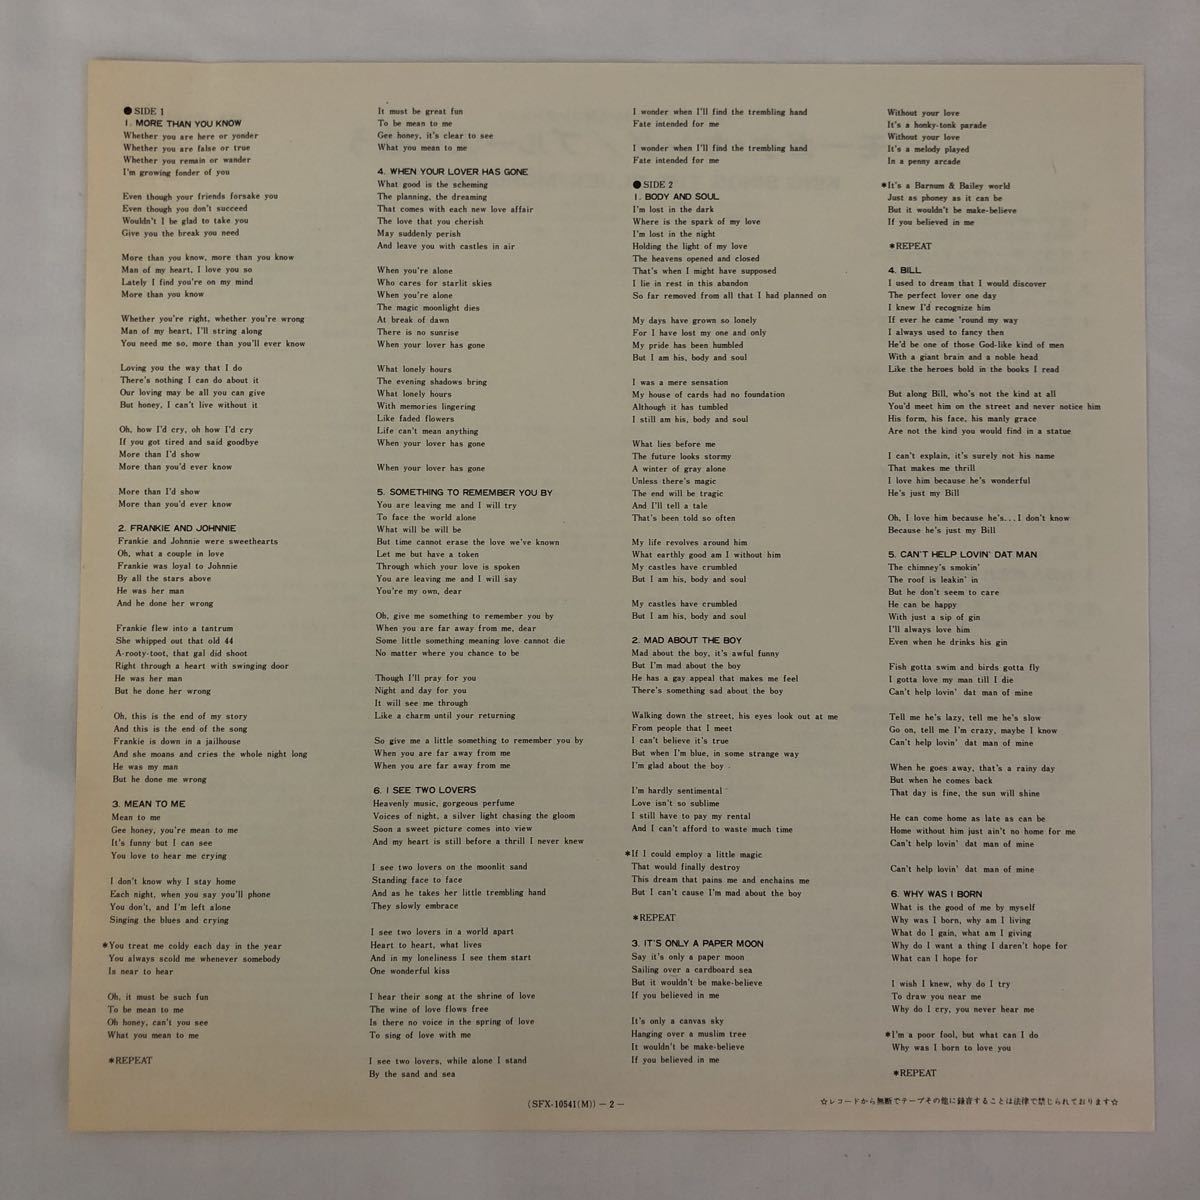 ●SIDE 1
1. MORE THAN YOU KNOW
Whether you are here or yonder
Whether you are false or true
Whether you remain or wander
I'm growing fonder of you
Even though your friends forsake you
Even though you don't succeed
Wouldn't I be glad to take you
Give you the break you need
More than you know, more than you know
Man of my heart, I love you so
Lately I find you're on my mind
More than you know
Whether you're right, whether you're wrong
Man of my heart, I'll string along
You need me so, more than you'll ever know
Loving you the way that I do
There's nothing I can do about it
Our loving may be all you can give
But honey, I can't live without it
Oh, how I'd cry, oh how I'd cry
If you got tired and said goodbye
More than I'd show
More than you'd ever know
More than I'd show
More than you'd ever know
2. FRANKIE AND JOHNNIE
Frankie and Johnnie were sweethearts
Oh, what a couple in love
Frankie was loyal to Johnnie
By all the stars above
He was her man
And he done her wrong
Frankie flew into a tantrum
She whipped out that old 44
A-rooty-toot, that gal did shoot
Right through a heart with swinging door
He was her man
But he done her wrong
Oh, this is the end of my story
And this is the end of the song
Frankie is down in a jailhouse
And she moans and cries the whole night long
He was my man
But he done me wrong
3. MEAN TO ME
Mean to me
Gee honey, you're mean to me
It's funny but I can see
You love to hear me crying
I don't know why I stay home
Each night, when you say you'll phone
You don't, and I'm left alone
Singing the blues and crying
*You treat me coldy each day in the year
You always scold me whenever somebody
Is near to hear
Oh, it must be such fun
To be mean to me
Oh honey, can't you see
What you mean to me
*REPEAT
It must be great fun
To be mean to me
Gee honey, it's clear to see
What you mean to me
4. WHEN YOUR LOVER HAS GONE
What good is the scheming
The planning, the dreaming
That comes with each new love affair
The love that you cherish
May suddenly perish
And leave you with castles in air
When you're alone
Who cares for starlit skies
When you're alone
The magic moonlight dies
At break of dawn
There is no sunrise
When your lover has gone
What lonely hours
The evening shadows bring
What lonely hours
With memories lingering
Like faded flowers
Life can't mean anything
When your lover has gone
When your lover has gone
5. SOMETHING TO REMEMBER YOU BY
You are leaving me and I will try
To face the world alone
What will be will be
But time cannot erase the love we've known
Let me but have a token
Through which your love is spoken
You are leaving me and I will say
You're my own, dear
Oh, give me something to remember you by
When you are far away from me, dear
Some little something meaning love cannot die
No matter where you chance to be
Though I'll pray for you
Night and day for you
It will see me through
Like a charm until your returning
So give me a little something to remember you by
When you are far away from me
When you are far away from me
6. I SEE TWO LOVERS
Heavenly music, gorgeous perfume
Voices of night, a silver light chasing the gloom
Soon a sweet picture comes into view
And my heart is still before a thrill I never knew
I see two lovers on the moonlit sand
Standing face to face
And as he takes her little trembling hand
They slowly embrace
I see two lovers in a world apart
Heart to heart, what lives
And in my loneliness I see them start
One wonderful kiss
I hear their song at the shrine of love
The wine of love flows free
Is there no voice in the spring of love
To sing of love with me
I see two lovers, while alone I stand
By the sand and sea
I wonder when I'll find the trembling hand
Fate intended for me
I wonder when I'll find the trembling hand
Fate intended for me
●SIDE 2
1. BODY AND SOUL
I'm lost in the dark
Where is the spark of my love
I'm lost in the night
Holding the light of my love
The heavens opened and closed
That's when I might have supposed
I lie in rest in this abandon
So far removed from all that I had planned on
My days have grown so lonely
For I have lost my one and only
My pride has been humbled
But I am his, body and soul
I was a mere sensation
My house of cards had no foundation
Although it has tumbled
I still am his, body and soul
What lies before me
The future looks stormy
A winter of gray alone
Unless there's magic
The end will be tragic
And I'll tell a tale
That's been told so often
My life revolves around him
What earthly good am I without him
My castles have crumbled
But I am his, body and soul
My castles have crumbled
But I am his, body and soul
2. MAD ABOUT THE BOY
Mad about the boy, it's awful funny
But I'm mad about the boy
He has a gay appeal that makes me feel
There's something sad about the boy
Walking down the street, his eyes look out at me
From people that I meet
I can't believe it's true
But when I'm blue, in some strange way
I'm glad about the boy
I'm hardly sentimental
Love isn't so sublime
I still have to pay my rental
And I can't afford to waste much time
*If I could employ a little magic
That would finally destroy
This dream that pains me and enchains me
But I can't cause I'm mad about the boy
*REPEAT
3. IT'S ONLY A PAPER MOON
Say it's only a paper moon
Sailing over a cardboard sea
But it wouldn't be make-believe
If you believed in me
It's only a canvas sky
Hanging over a muslim tree
It wouldn't be make-believe
If you believed in me
Without your love
It's a honky-tonk parade
Without your love
It's a melody played
In a penny arcade
*It's a Barnum & Bailey world
Just as phoney as it can be
But it wouldn't be make-believe
If you believed in me
*REPEAT
4. BILL
I used to dream that I would discover
The perfect lover one day
I knew I'd recognize him
If ever he came 'round my way
I always used to fancy then
He'd be one of those God-like kind of men
With a giant brain and a noble head
Like the heroes bold in the books I read
But along Bill, who's not the kind at all
You'd meet him on the street and never notice him
His form, his face, his manly grace
Are not the kind you would find in a statue
I can't explain, it's surely not his name
That makes me thrill
I love him because he's wonderful
He's just my Bill
Oh, I love him because he's...I don't know
Because he's just my Bill
5. CAN'T HELP LOVIN' DAT MAN
The chimney's smokin'
The roof is leakin' in
But he don't seem to care
He can be happy
With just a sip of gin
I'll always love him
Even when he drinks his gin
Fish gotta swim and birds gotta fly
I gotta love my man till I die
Can't help lovin' dat man of mine
Tell me he's lazy, tell me he's slow
Go on, tell me I'm crazy, maybe I know
Can't help lovin' dat man of mine
When he goes away, that's a rainy day
But when he comes back
That day is fine, the sun will shine
He can come home as late as can be
Home without him just ain't no home for me
Can't help lovin' dat man of mine
Can't help lovin' dat man of mine
6. WHY WAS I BORN
What is the good of me by myself
Why was I born, why am I living
What do I gain, what am I giving
Why do I want a thing I daren't hope for
What can I hope for
I wish I knew, why do I try
To draw you near me
Why do I cry, you never hear me
*I'm a poor fool, but what can I do
Why was I born to love you
*REPEAT
(SFX-10541(M))-2-
☆レコードから無断でテープその他に録音することは法律で禁じられております☆